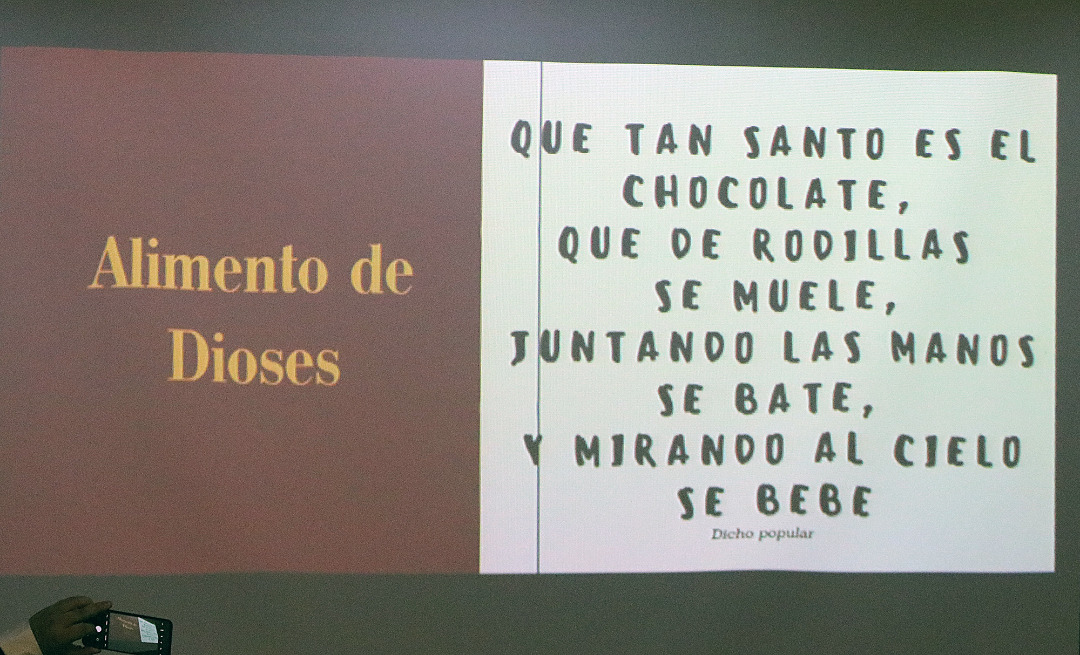 Alimento de
Dioses
QUE TAN SANTO ES EL
CHOCOLATE,
QUE DE RODILLAS
SE MUELE,
JUNTANDO LAS MANOS
SE BATE,
Y MIRANDO AL CIELO
SE BEBE
Dicho popular